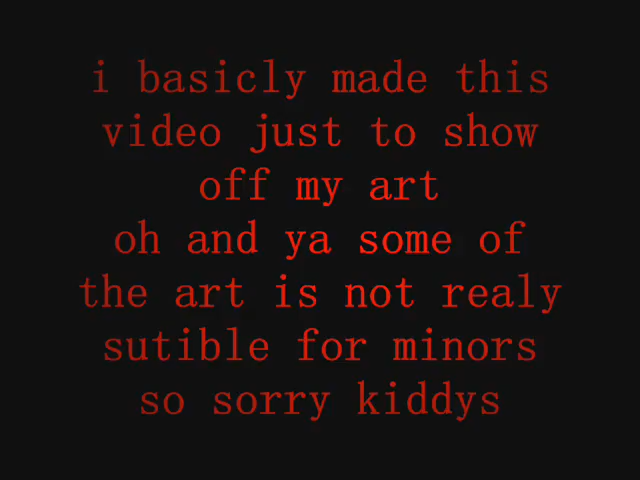 i basicly made this
video just to show
off my art
oh and ya some of
the art is not realy
sutible for minors
so sorry kiddys